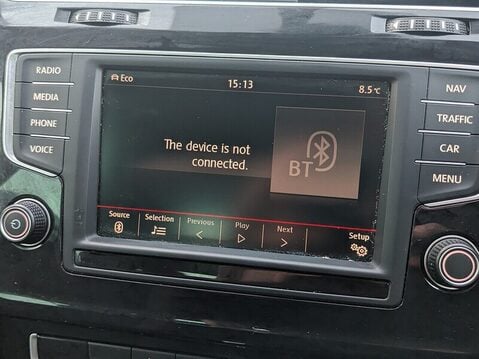 RADIO
MEDIA
PHONE
VOICE
Eco
15:13
8.5°C
The device is not
connected.
BT
Source
Selection
Previous
Play
Next
Setup
NAV
TRAFFIC
CAR
MENU